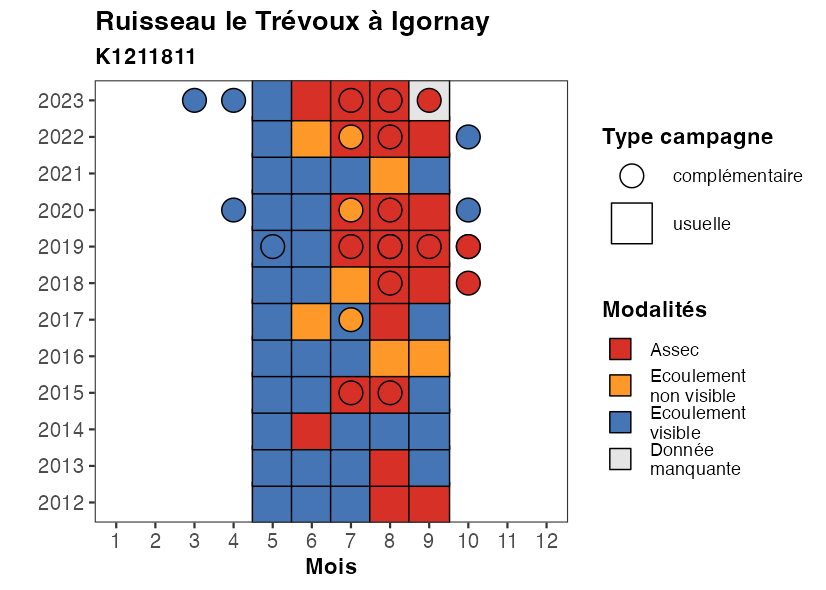 Ruisseau le Trévoux à Igornay
K1211811
2023
2022
2021
2020
2019
2018
2017
2016
2015
2014
2013
2012
1 2 3 4 5 6 7 8 9 10 11 12
Mois
Type campagne
complémentaire
usuelle
Modalités
Assec
Ecoulement
non visible
Ecoulement
visible
Donnée
manquante